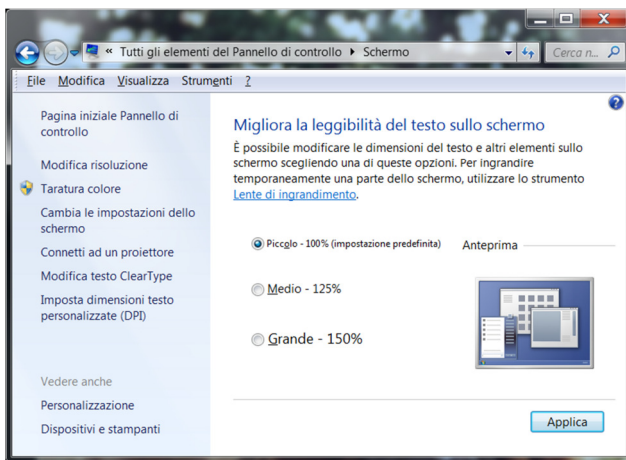 « Tutti gli elementi del Pannello di controllo ▸ Schermo
Cerca n...
File Modifica Visualizza Strumenti ?
Pagina iniziale Pannello di
controllo
Modifica risoluzione
Taratura colore
Cambia le impostazioni dello
schermo
Connetti ad un proiettore
Modifica testo ClearType
Imposta dimensioni testo
personalizzate (DPI)
Vedere anche
Personalizzazione
Dispositivi e stampanti
Migliora la leggibilità del testo sullo schermo
È possibile modificare le dimensioni del testo e altri elementi sullo
schermo scegliendo una di queste opzioni. Per ingrandire
temporaneamente una parte dello schermo, utilizzare lo strumento
Lente di ingrandimento.
Piccolo - 100% (impostazione predefinita)
Anteprima
Medio - 125%
Grande - 150%
Applica